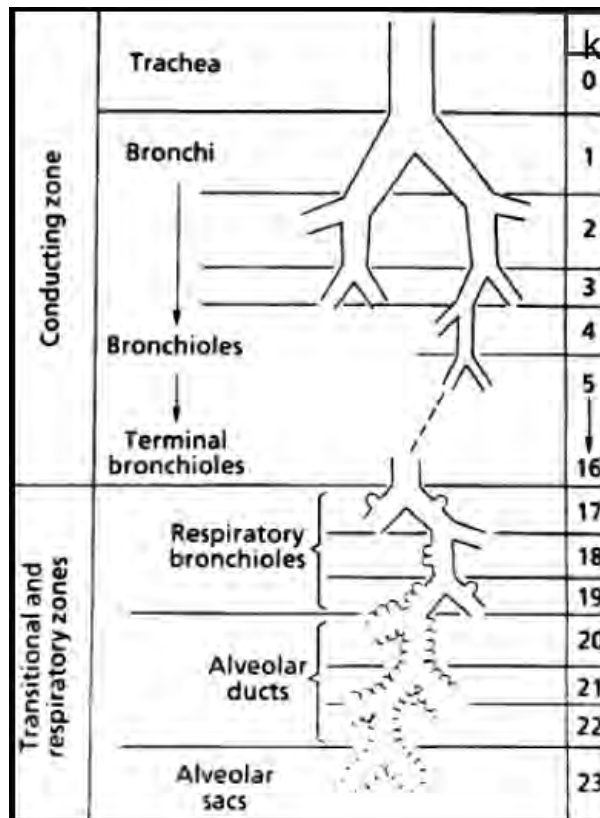 k
Trachea
0
Bronchi
1
2
3
Conducting zone
4
Bronchioles
5
Terminal
bronchioles
16
17
Respiratory
bronchioles
18
19
Transitional and
respiratory zones
20
Alveolar
ducts
21
22
Alveolar
sacs
23